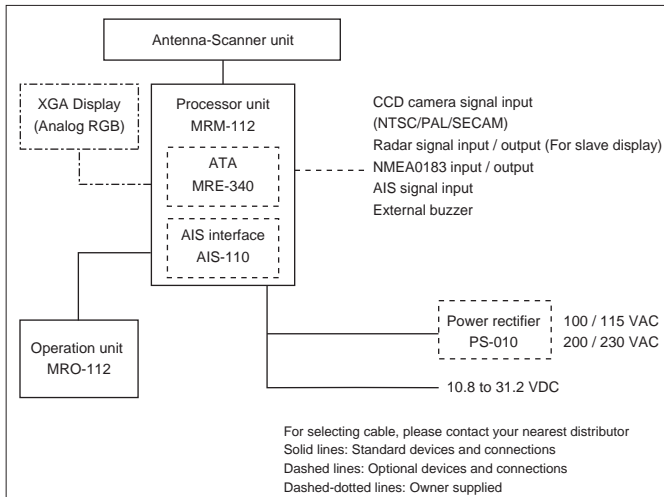 Antenna-Scanner unit
XGA Display
(Analog RGB)
Processor unit
MRM-112
ATA
MRE-340
AIS interface
AIS-110
CCD camera signal input
(NTSC/PAL/SECAM)
Radar signal input / output (For slave display)
NMEA0183 input / output
AIS signal input
External buzzer
Operation unit
MRO-112
Power rectifier
PS-010
100 / 115 VAC
200 / 230 VAC
10.8 to 31.2 VDC
For selecting cable, please contact your nearest distributor
Solid lines: Standard devices and connections
Dashed lines: Optional devices and connections
Dashed-dotted lines: Owner supplied